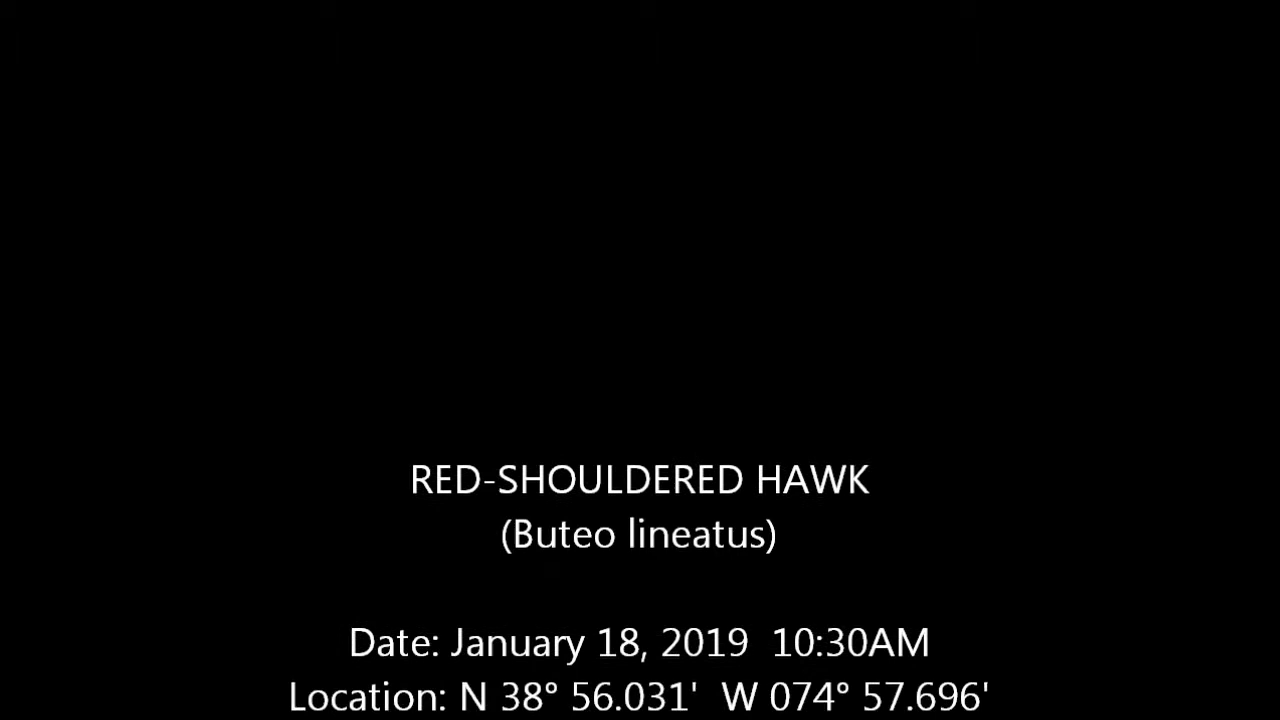 RED-SHOULDERED HAWK
(Buteo lineatus)
Date: January 18, 2019  10:30AM
Location: N 38° 56.031'  W 074° 57.696'